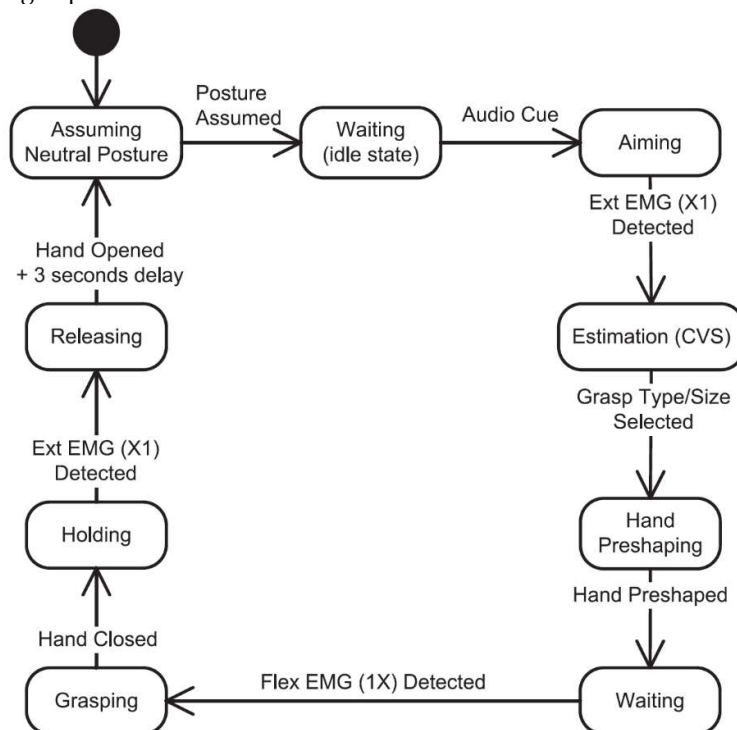 Assuming
Neutral Posture
Posture
Assumed
Waiting
(idle state)
Audio Cue
Aiming
Ext EMG (X1)
Detected
Estimation (CVS)
Grasp Type/Size
Selected
Hand
Preshaping
Hand Preshaped
Waiting
Flex EMG (1X) Detected
Grasping
Hand Closed
Holding
Ext EMG (X1)
Detected
Releasing
Hand Opened
+ 3 seconds delay